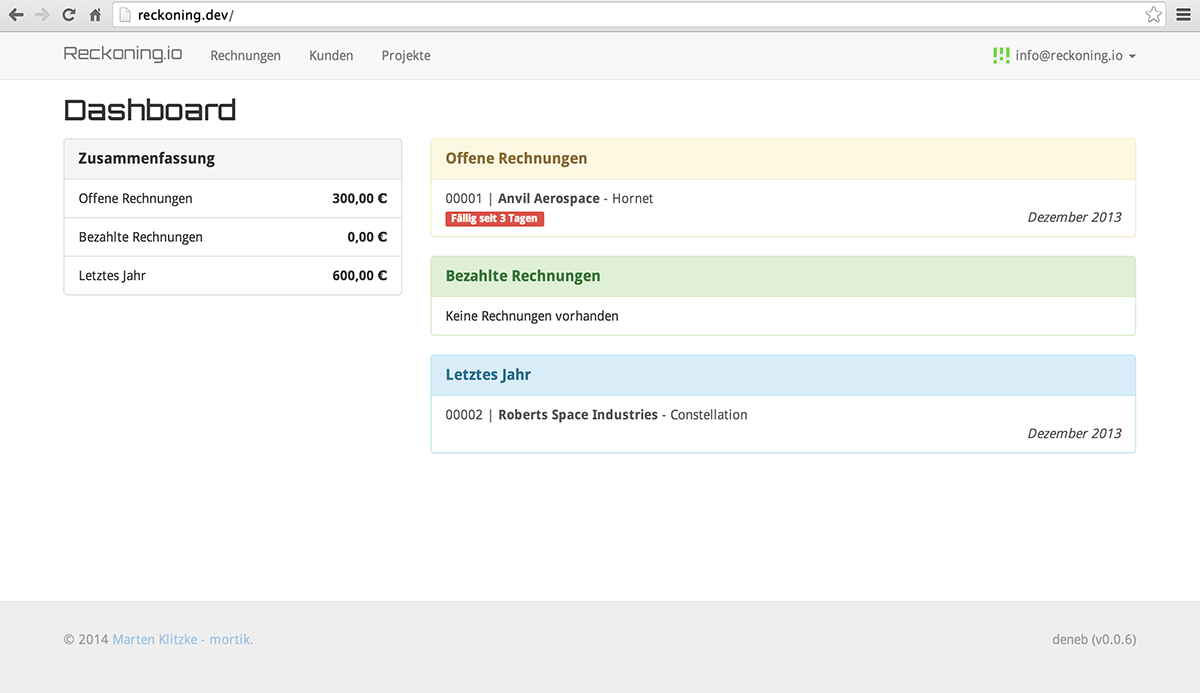 reckoning.dev/
Reckoning.io Rechnungen Kunden Projekte info@reckoning.io
Dashboard
Zusammenfassung
Offene Rechnungen 300,00 €
Bezahlte Rechnungen 0,00 €
Letztes Jahr 600,00 €
Offene Rechnungen
00001 | Anvil Aerospace - Hornet
Fällig seit 3 Tagen
Dezember 2013
Bezahlte Rechnungen
Keine Rechnungen vorhanden
Letztes Jahr
00002 | Roberts Space Industries - Constellation
Dezember 2013
© 2014 Marten Klitzke - mortik. deneb (v0.0.6)